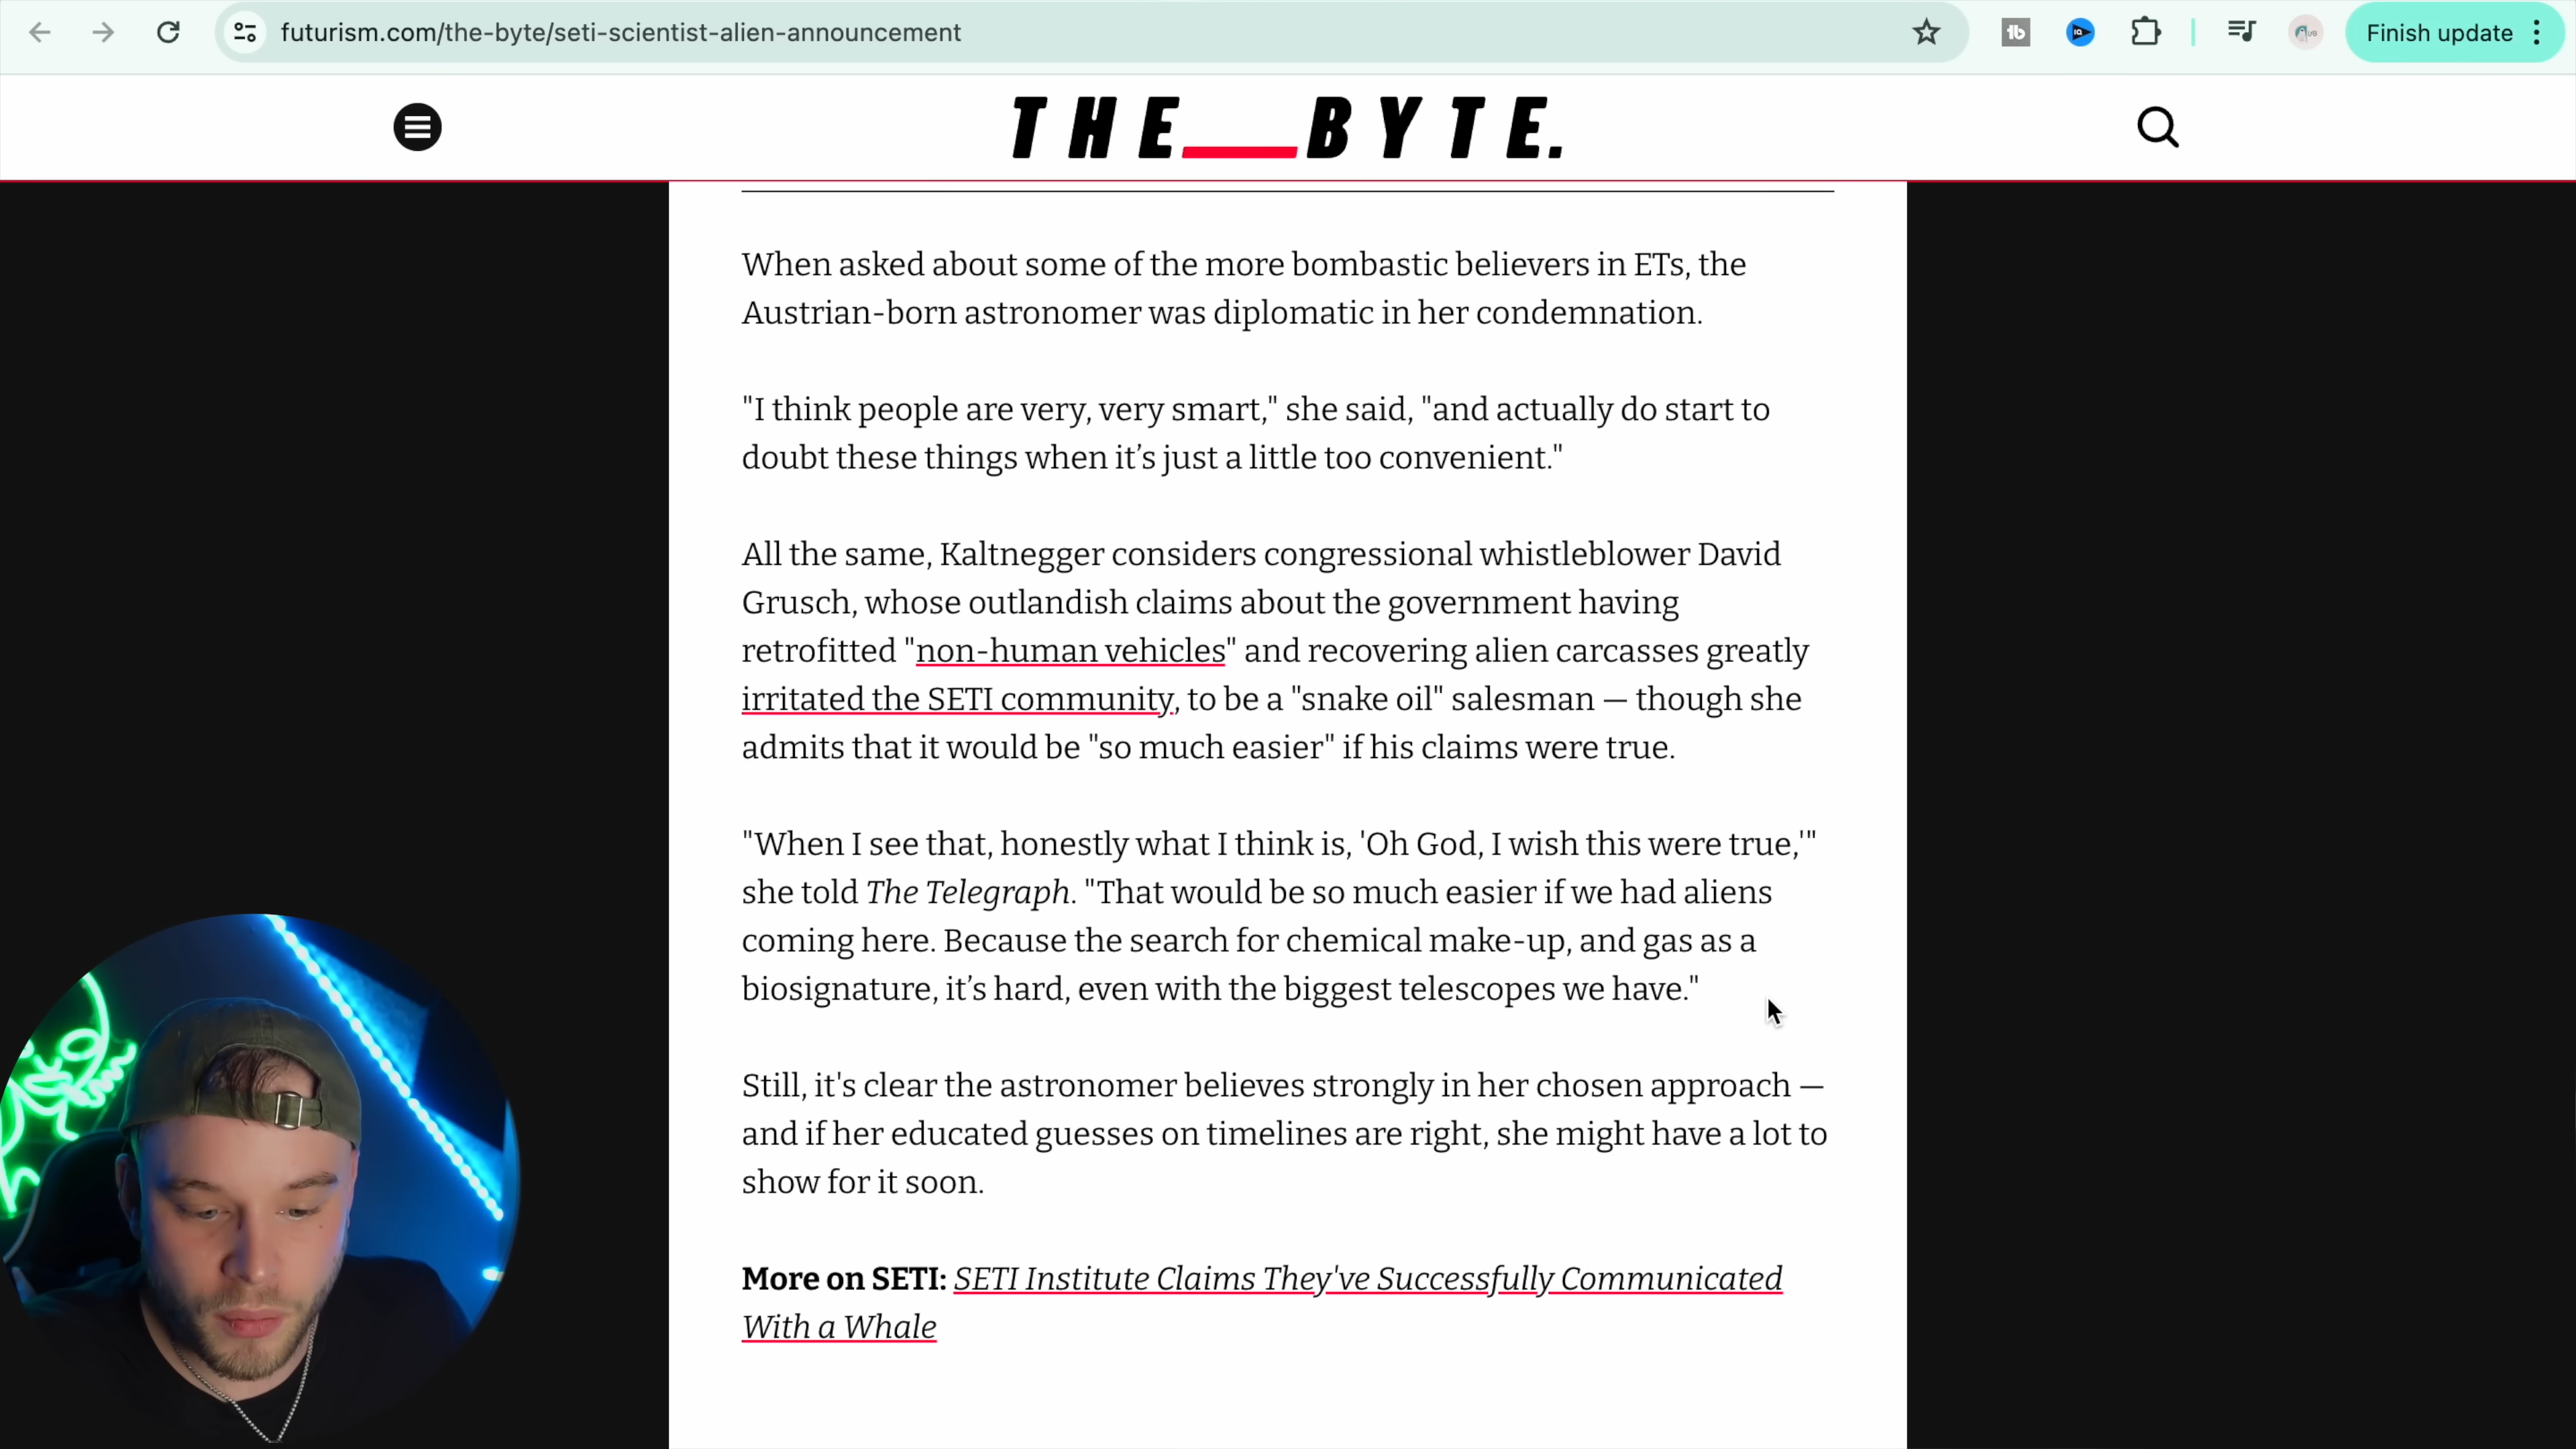 futurism.com/the-byte/seti-scientist-alien-announcement
Finish update
THE__BYTE.
When asked about some of the more bombastic believers in ETs, the
Austrian-born astronomer was diplomatic in her condemnation.
"I think people are very, very smart," she said, "and actually do start to
doubt these things when it’s just a little too convenient."
All the same, Kaltnegger considers congressional whistleblower David
Grusch, whose outlandish claims about the government having
retrofitted "non-human vehicles" and recovering alien carcasses greatly
irritated the SETI community, to be a "snake oil" salesman — though she
admits that it would be "so much easier" if his claims were true.
"When I see that, honestly what I think is, 'Oh God, I wish this were true,'"
she told The Telegraph. "That would be so much easier if we had aliens
coming here. Because the search for chemical make-up, and gas as a
biosignature, it’s hard, even with the biggest telescopes we have."
Still, it's clear the astronomer believes strongly in her chosen approach —
and if her educated guesses on timelines are right, she might have a lot to
show for it soon.
More on SETI: SETI Institute Claims They've Successfully Communicated
With a Whale